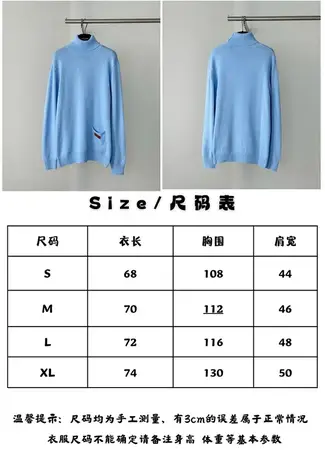 Size/尺码表
尺码 衣长 胸围 肩宽
S 68 108 44
M 70 112 46
L 72 116 48
XL 74 130 50
温馨提示：尺码均为手工测量、有3cm的误差属于正常情况
衣服尺码不能确定请备注身高 体重等基本参数